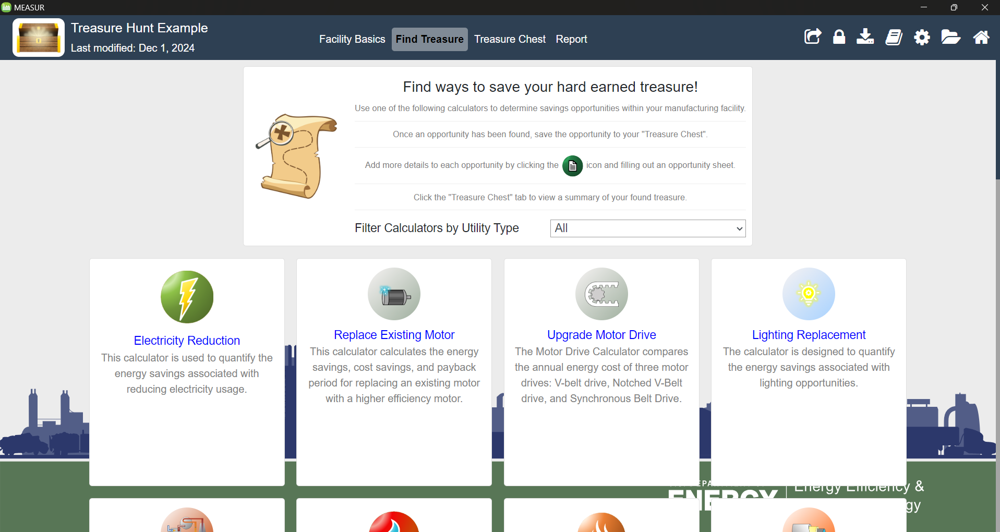 MEASUR
Treasure Hunt Example
Last modified: Dec 1, 2024
Facility Basics Find Treasure Treasure Chest Report
Find ways to save your hard earned treasure!
Use one of the following calculators to determine savings opportunities within your manufacturing facility.
Once an opportunity has been found, save the opportunity to your "Treasure Chest".
Add more details to each opportunity by clicking the icon and filling out an opportunity sheet.
Click the "Treasure Chest" tab to view a summary of your found treasure.
Filter Calculators by Utility Type All
Electricity Reduction
This calculator is used to quantify the
energy savings associated with
reducing electricity usage.
Replace Existing Motor
This calculator calculates the energy
savings, cost savings, and payback
period for replacing an existing motor
with a higher efficiency motor.
Upgrade Motor Drive
The Motor Drive Calculator compares
the annual energy cost of three motor
drives: V-belt drive, Notched V-Belt
drive, and Synchronous Belt Drive.
Lighting Replacement
The calculator is designed to quantify
the energy savings associated with
lighting opportunities.
ENERGY
Energy Efficiency &